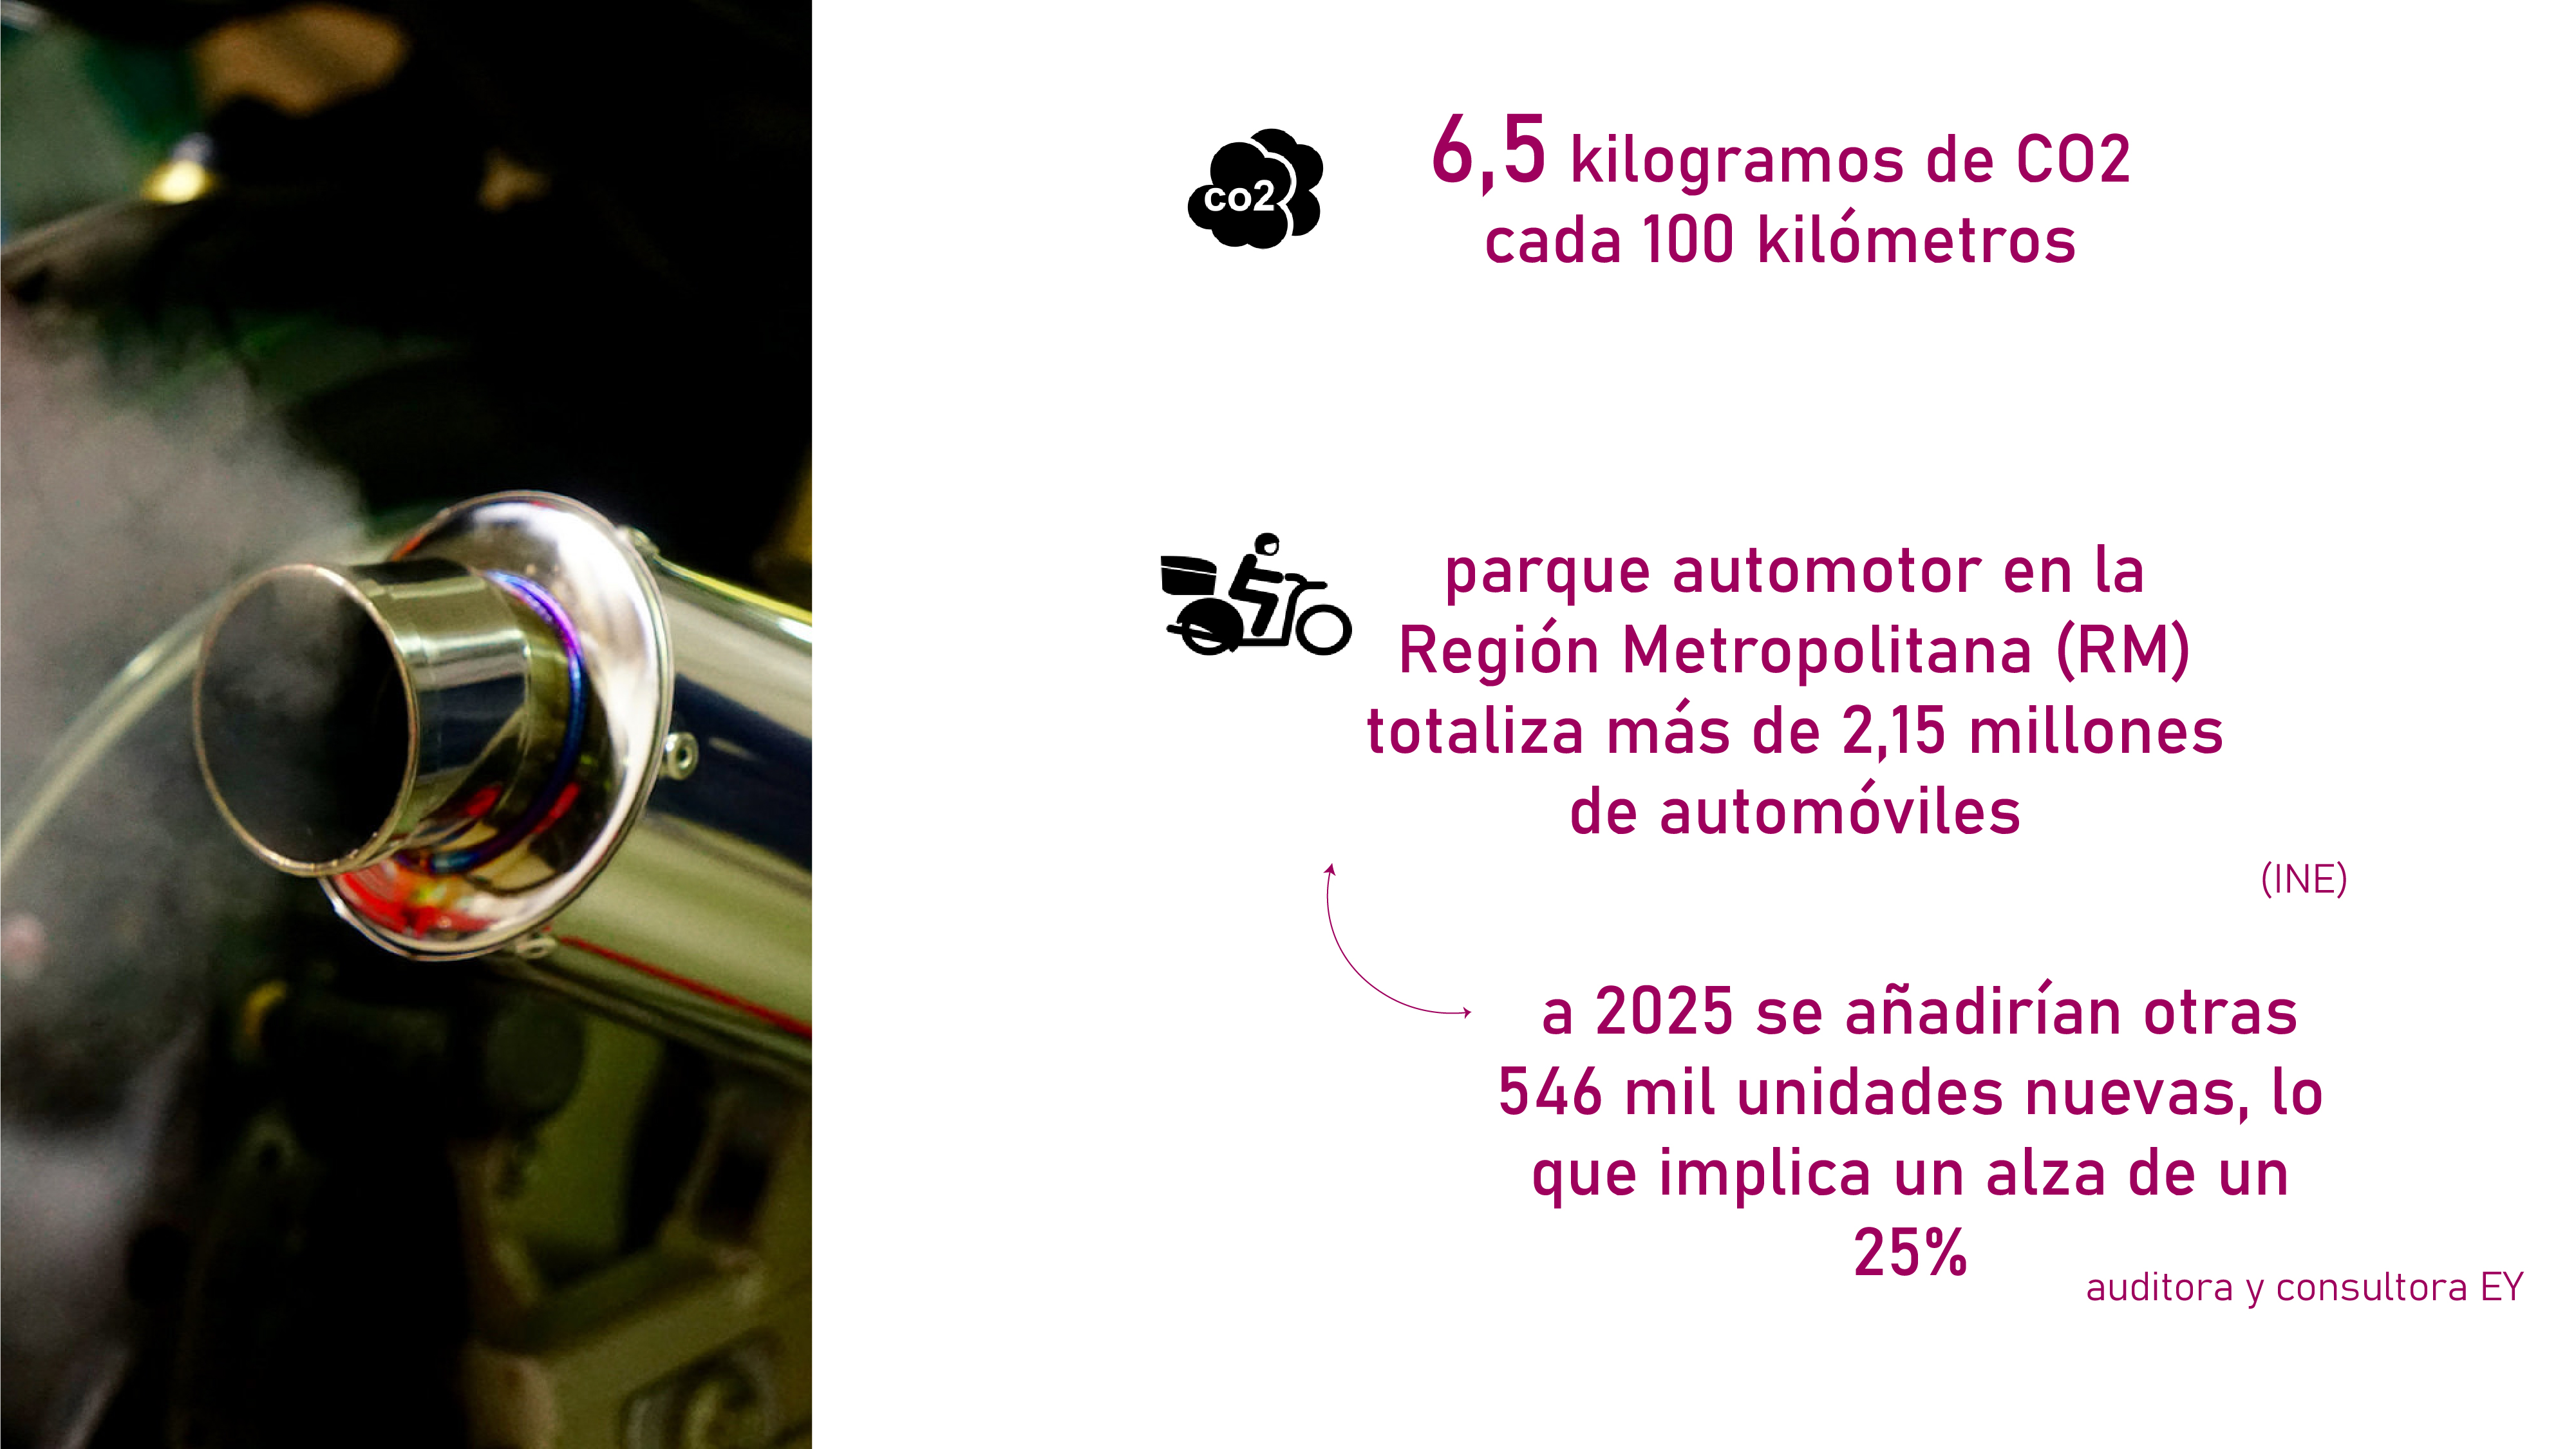 co2
6,5 kilogramos de CO2
cada 100 kilómetros
parque automotor en la
Región Metropolitana (RM)
totaliza más de 2,15 millones
de automóviles
(INE)
a 2025 se añadirían otras
546 mil unidades nuevas, lo
que implica un alza de un
25%
auditora y consultora EY